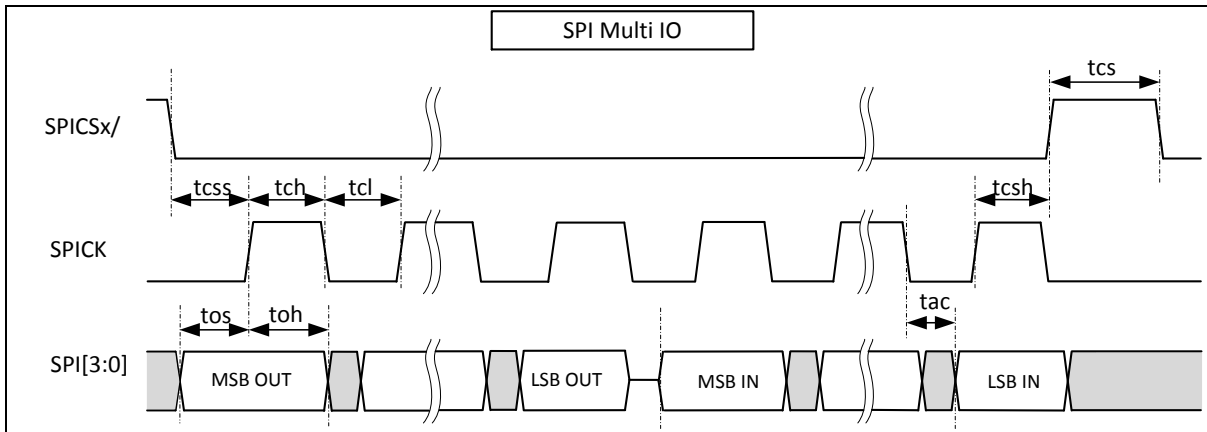 SPI Multi IO
tcs
SPICSx/
tcss tch tcl tcsh
SPICK
tos toh tac
SPI[3:0]
MSB OUT LSB OUT MSB IN LSB IN